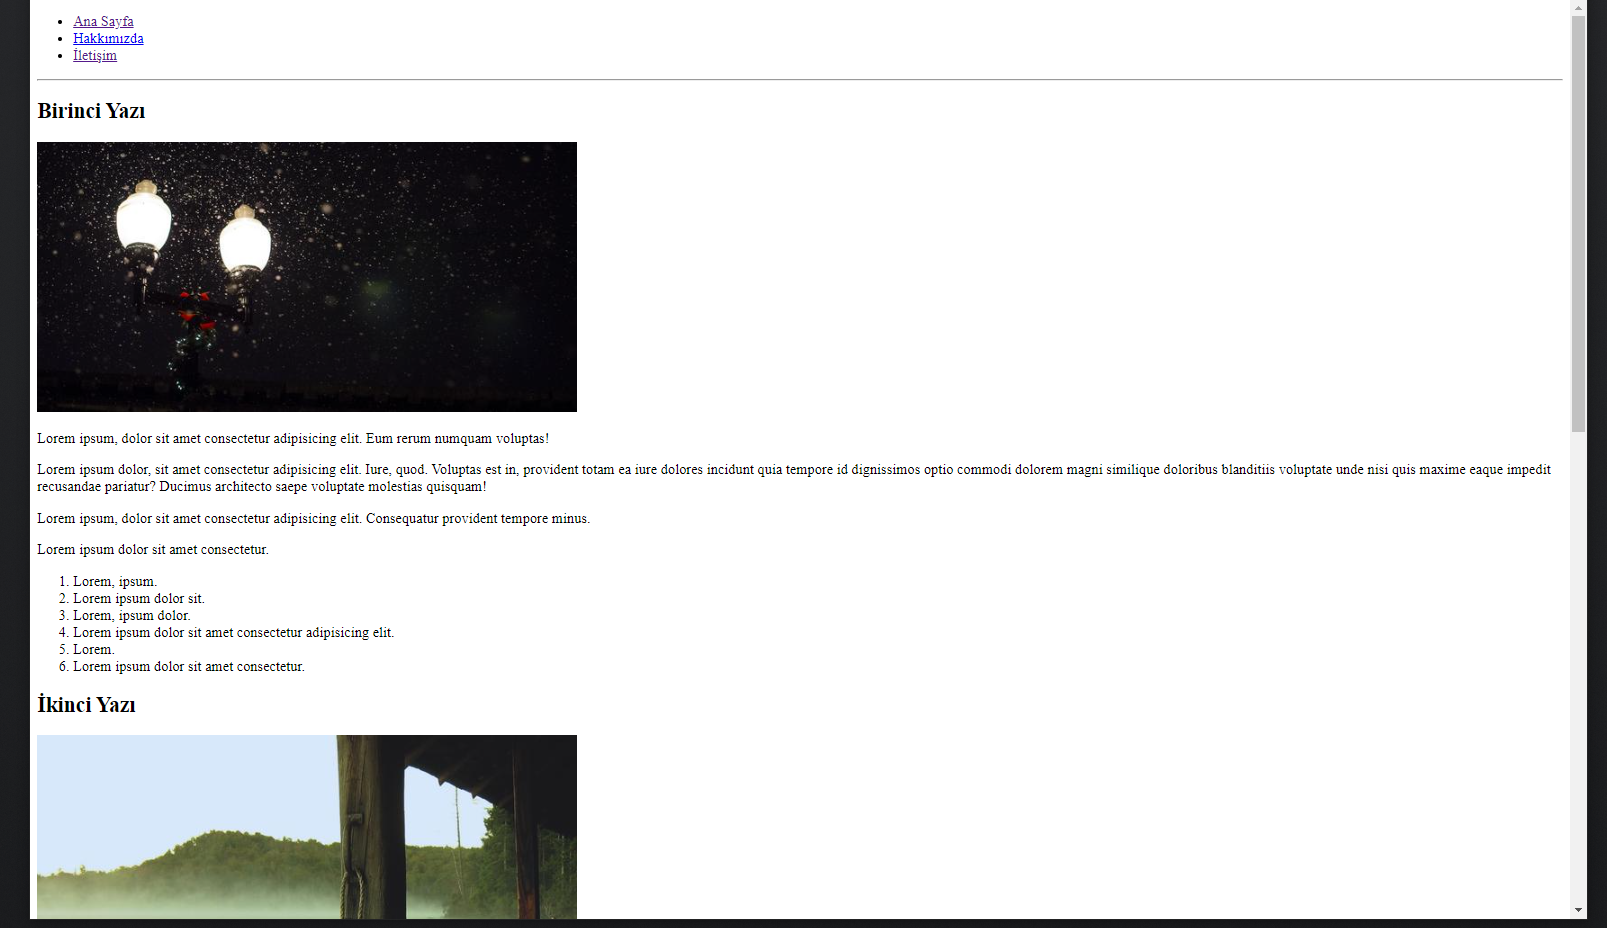 Ana Sayfa
Hakkımızda
İletişim
Birinci Yazı
Lorem ipsum, dolor sit amet consectetur adipisicing elit. Eum rerum numquam voluptas!
Lorem ipsum dolor, sit amet consectetur adipisicing elit. Iure, quod. Voluptas est in, provident totam ea iure dolores incidunt quia tempore id dignissimos optio commodi dolorem magni similique doloribus blanditiis voluptate unde nisi quis maxime eaque impedit
recusandae pariatur? Ducimus architecto saepe voluptate molestias quisquam!
Lorem ipsum, dolor sit amet consectetur adipisicing elit. Consequatur provident tempore minus.
Lorem ipsum dolor sit amet consectetur.
1. Lorem, ipsum.
2. Lorem ipsum dolor sit.
3. Lorem, ipsum dolor.
4. Lorem ipsum dolor sit amet consectetur adipisicing elit.
5. Lorem.
6. Lorem ipsum dolor sit amet consectetur.
İkinci Yazı